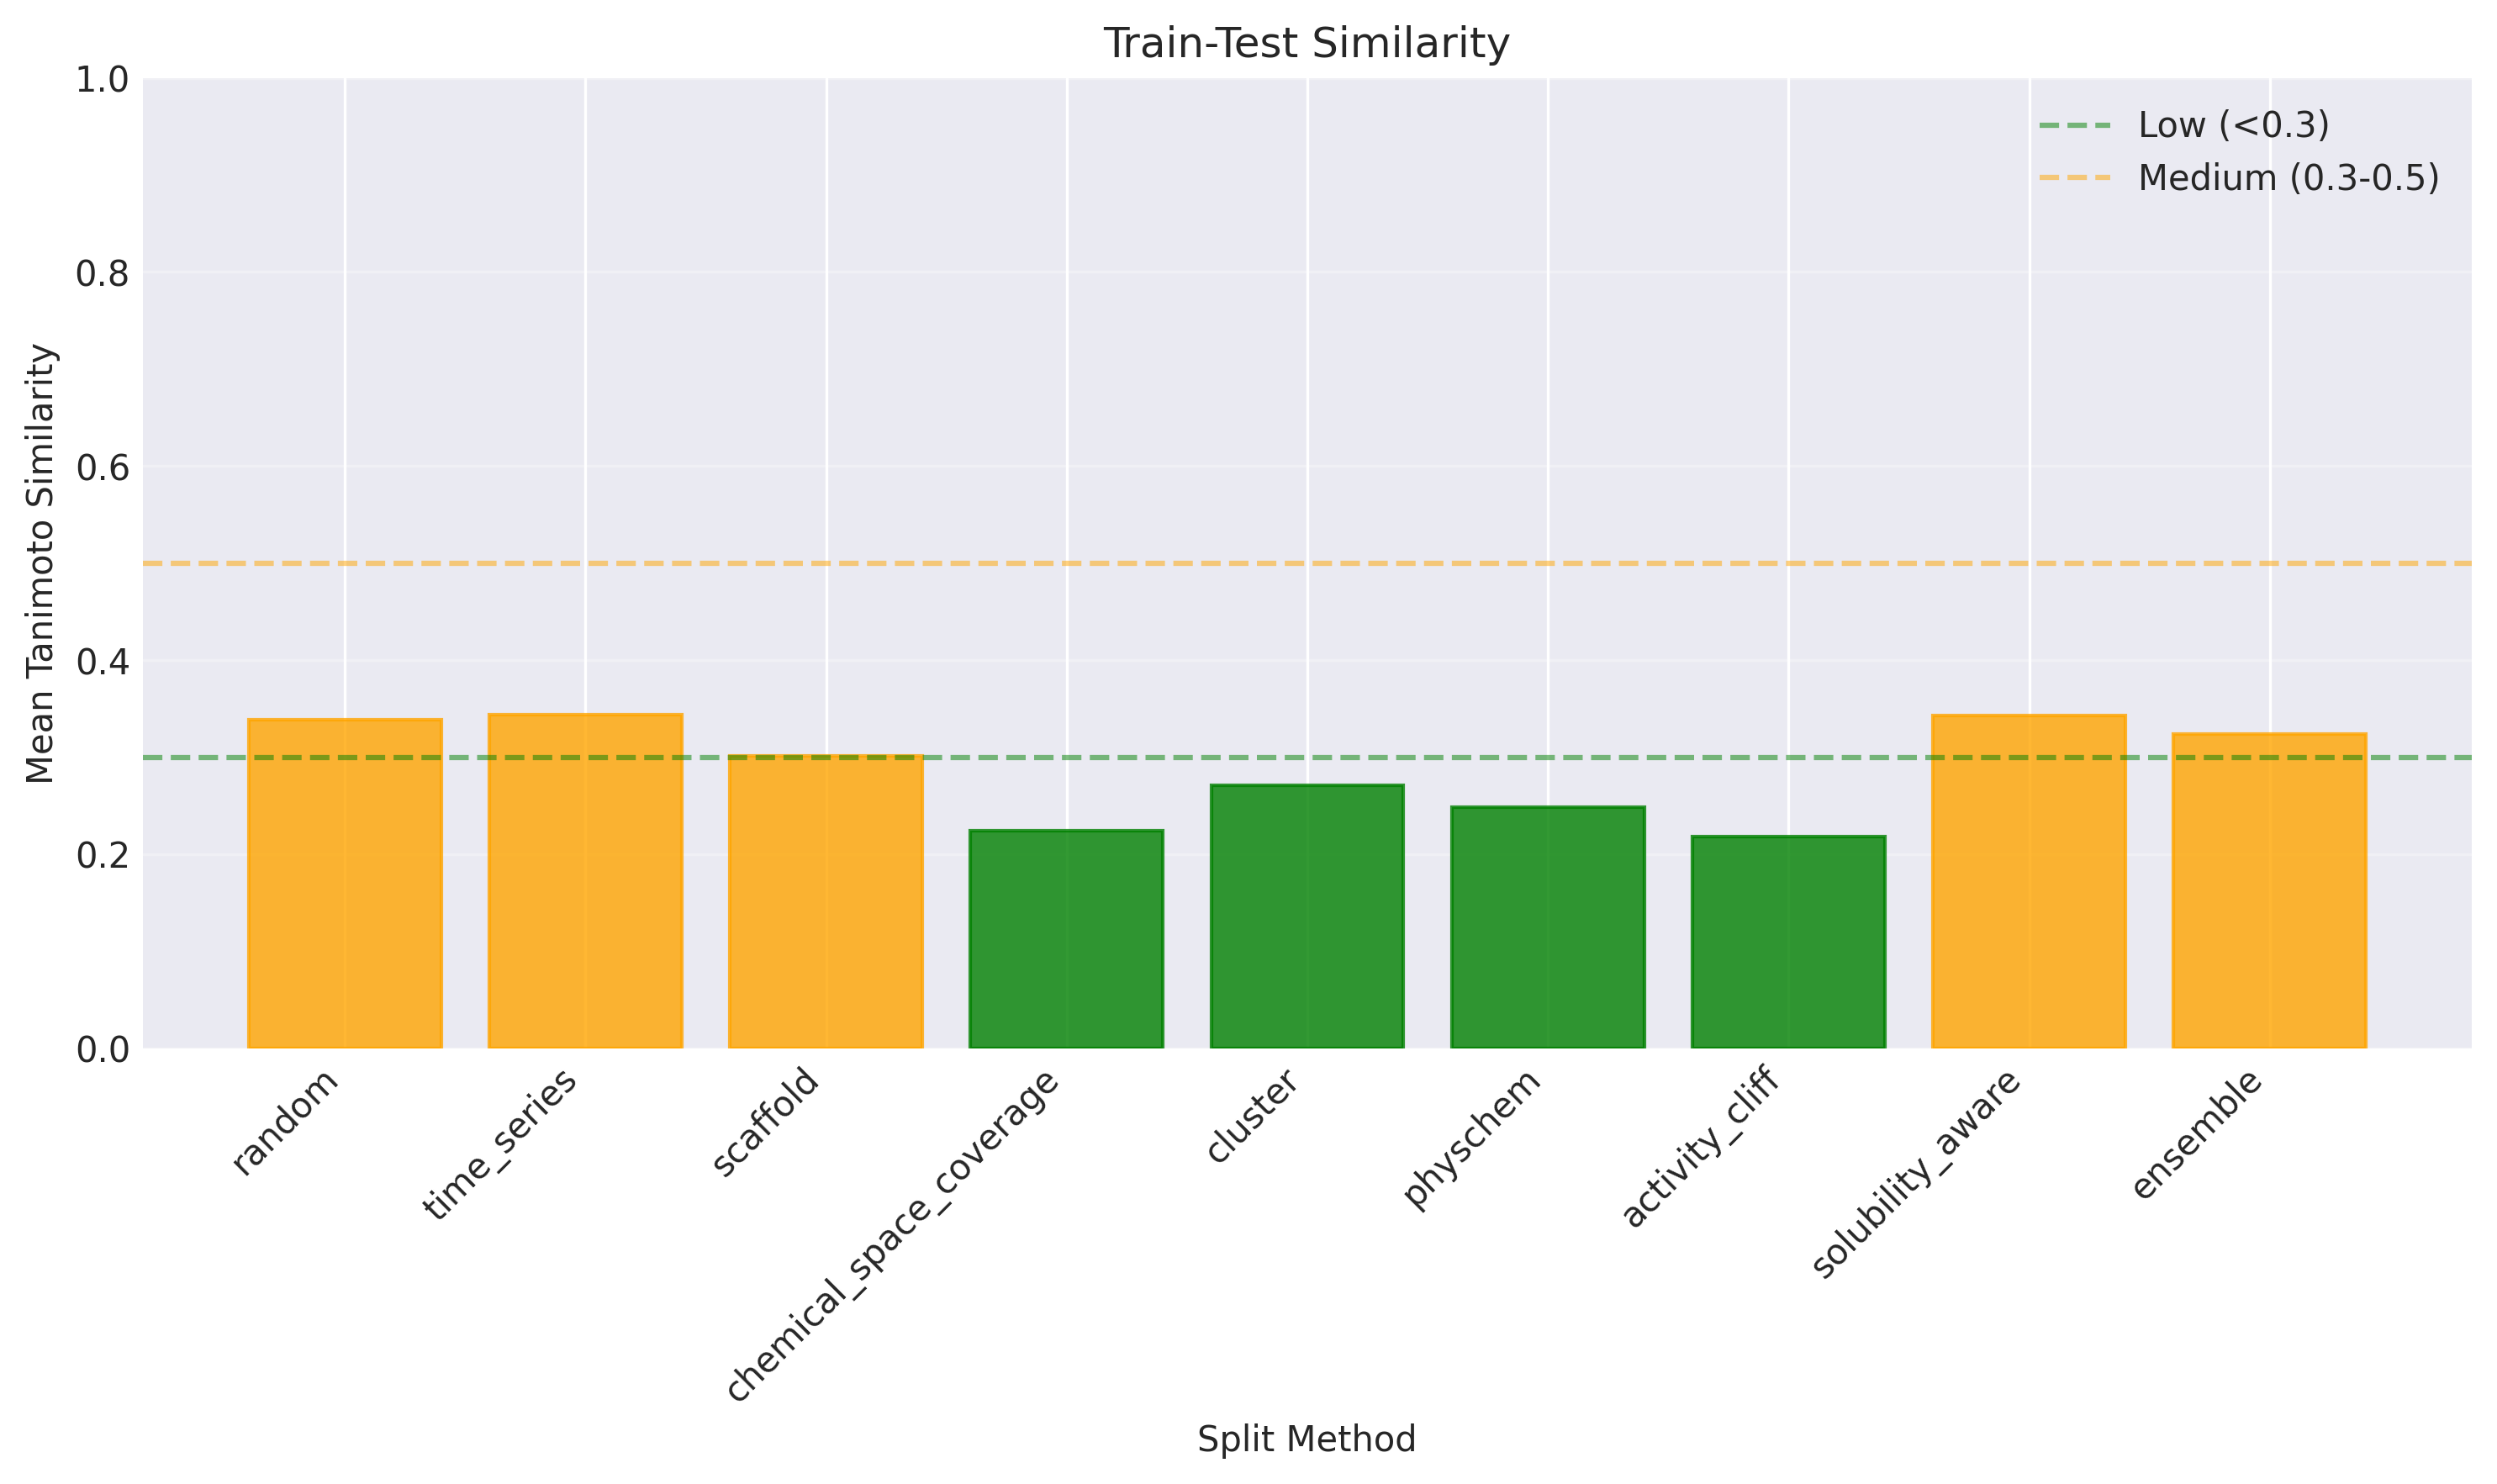 Train-Test Similarity
Low (<0.3)
Medium (0.3-0.5)
Mean Tanimoto Similarity
1.0
0.8
0.6
0.4
0.2
0.0
random
time_series
scaffold
chemical_space_coverage
cluster
physchem
activity_cliff
solubility_aware
ensemble
Split Method